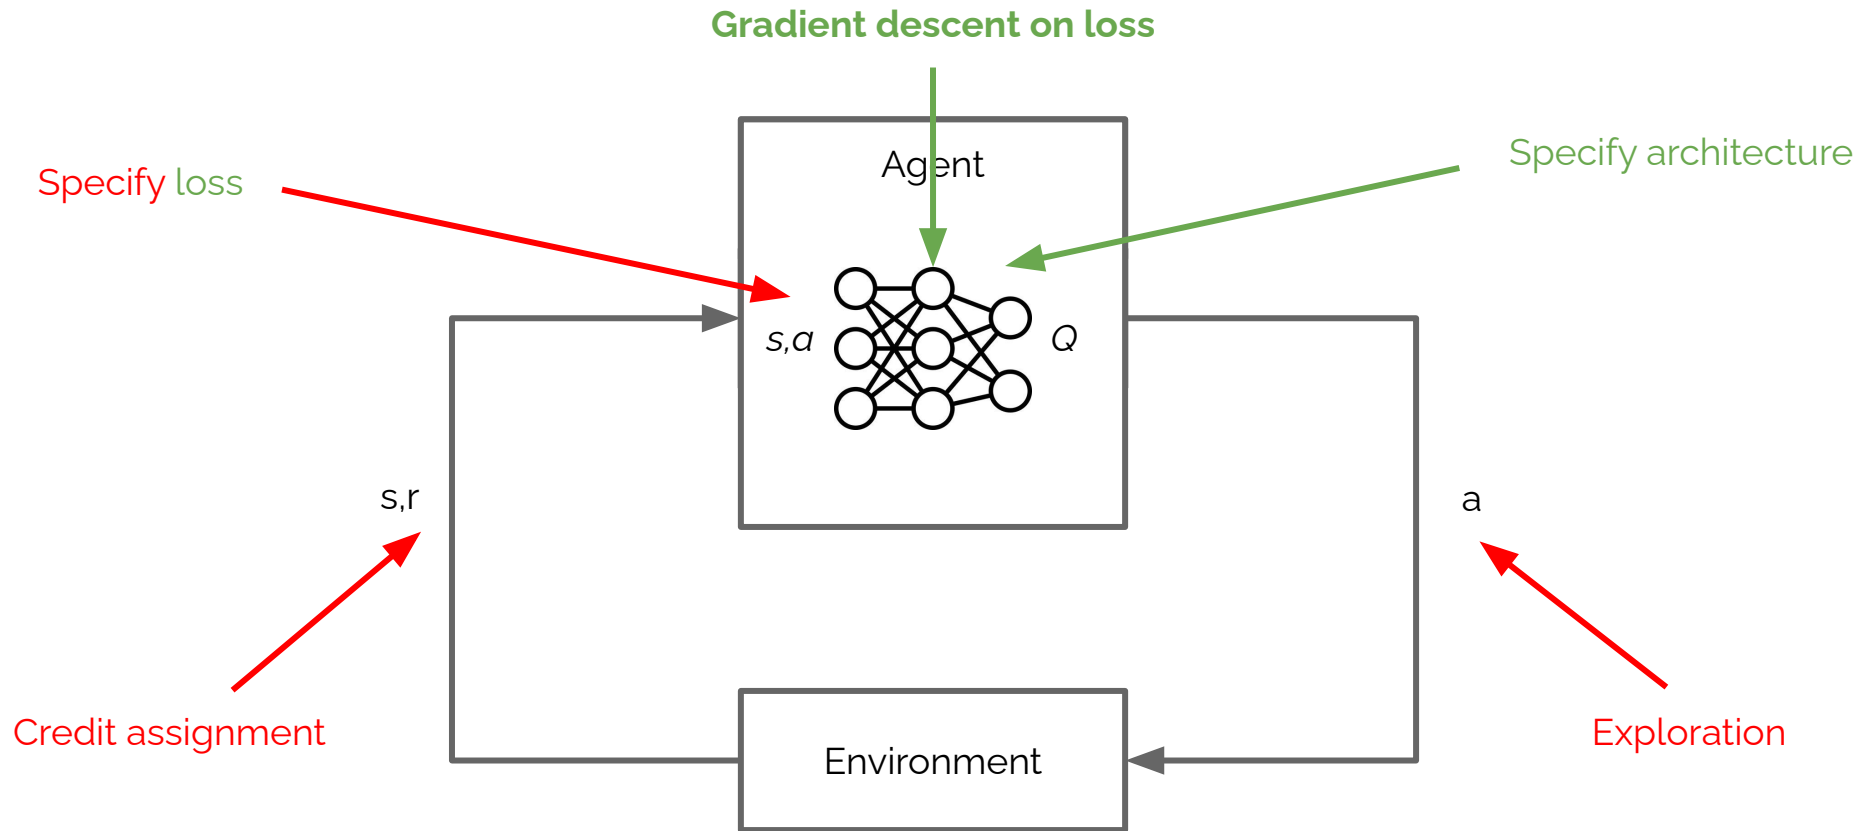 Gradient descent on loss
Agent
Specify architecture
Specify loss
s,a
Q
s,r
a
Credit assignment
Exploration
Environment